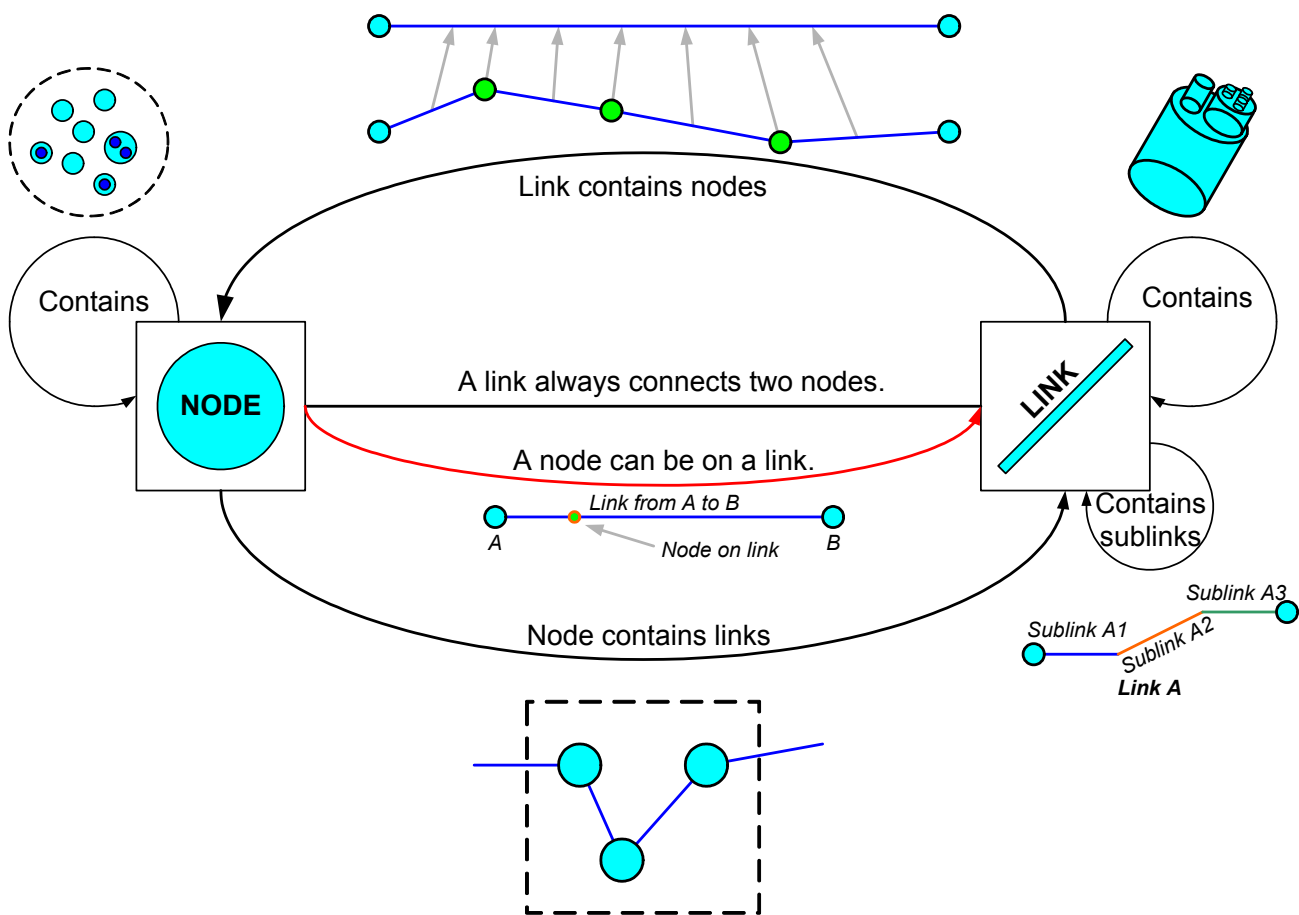 Link contains nodes
Contains
Contains
A link always connects two nodes.
NODE
LINK
A node can be on a link.
Link from A to B
A
B
Node on link
Contains
sublinks
Node contains links
Sublink A3
Sublink A1
Sublink A2
Link A